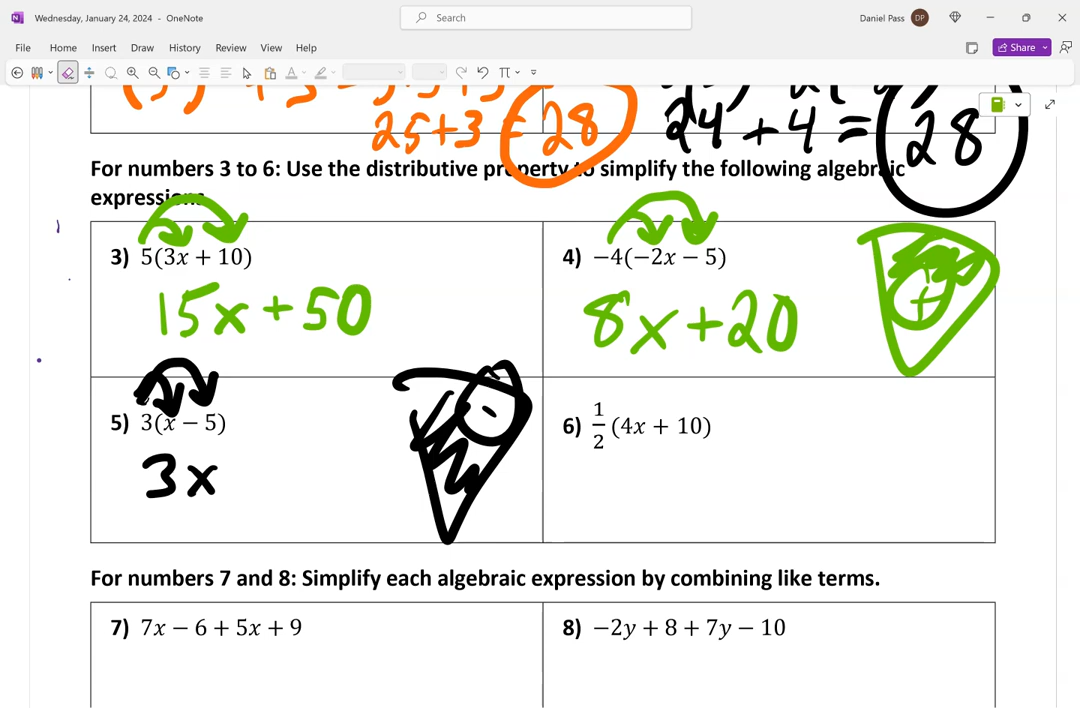 Wednesday, January 24, 2024 - OneNote
Search
Daniel Pass
DP
File Home Insert Draw History Review View Help
Share
25+3 = 28
24 + 4 = 28
For numbers 3 to 6: Use the distributive property to simplify the following algebraic
expressions.
3) 5(3x + 10)
15x + 50
4) −4(−2x − 5)
8x + 20
+
5) 3(x − 5)
3x
-
6) 1/2 (4x + 10)
For numbers 7 and 8: Simplify each algebraic expression by combining like terms.
7) 7x − 6 + 5x + 9
8) −2y + 8 + 7y − 10